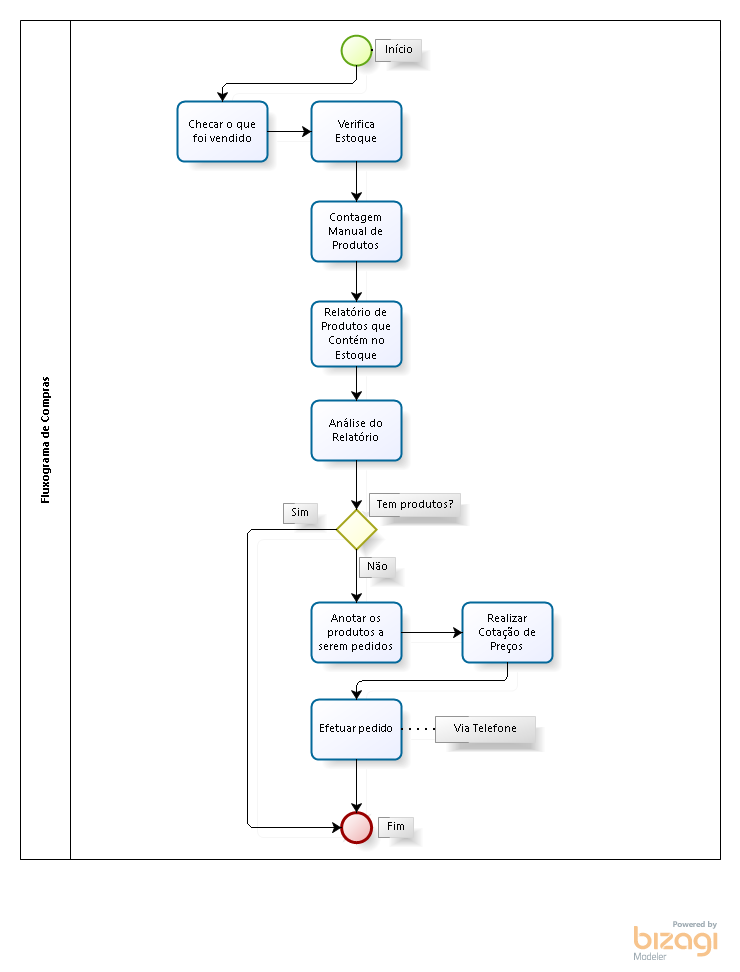 Início
Checar o que
foi vendido
Verifica
Estoque
Contagem
Manual de
Produtos
Relatório de
Produtos que
Contém no
Estoque
Fluxograma de Compras
Análise do
Relatório
Tem produtos?
Sim
Não
Anotar os
produtos a
serem pedidos
Realizar
Cotação de
Preços
Efetuar pedido
Via Telefone
Fim
Powered by
bizagi
Modeler